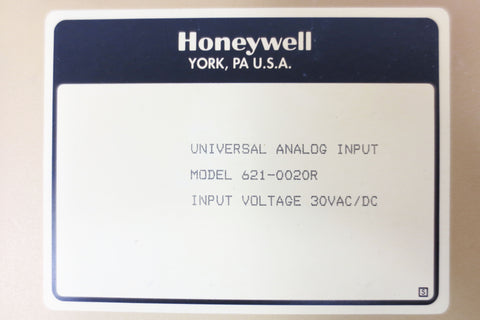 Honeywell
YORK, PA U.S.A.
UNIVERSAL ANALOG INPUT
MODEL 621-0020R
INPUT VOLTAGE 30VAC/DC